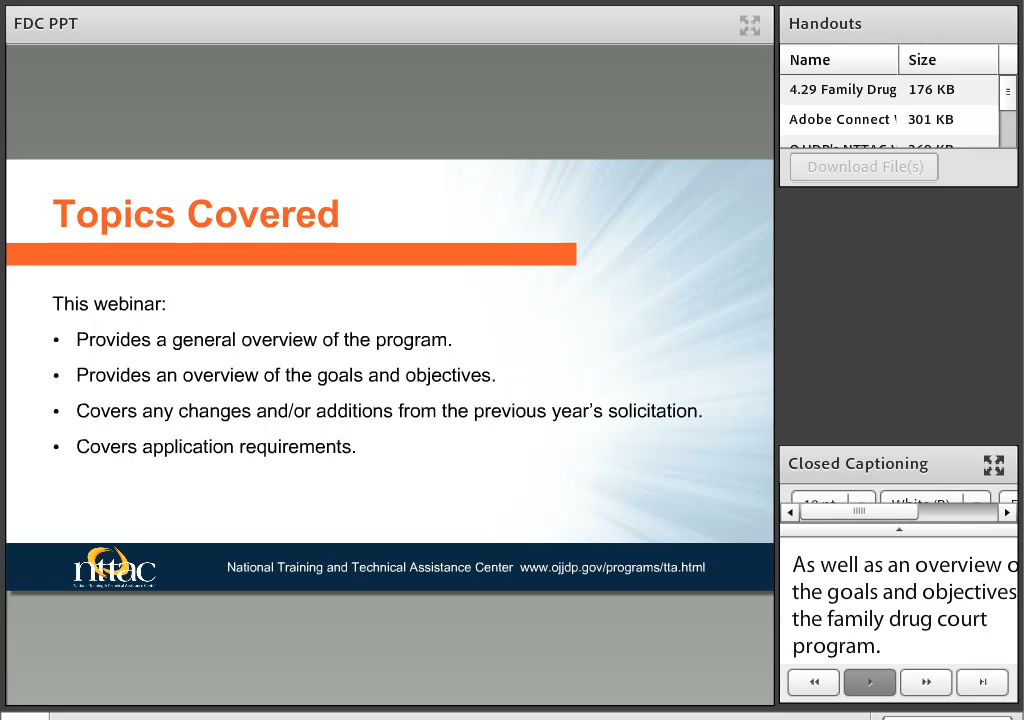 FDC PPT
Topics Covered
This webinar:
• Provides a general overview of the program.
• Provides an overview of the goals and objectives.
• Covers any changes and/or additions from the previous year's solicitation.
• Covers application requirements.
nttac
National Training and Technical Assistance Center www.ojjdp.gov/programs/tta.html
Handouts
Name Size
4.29 Family Drug 176 KB
Adobe Connect 301 KB
Download File(s)
Closed Captioning
As well as an overview o
the goals and objectives
the family drug court
program.